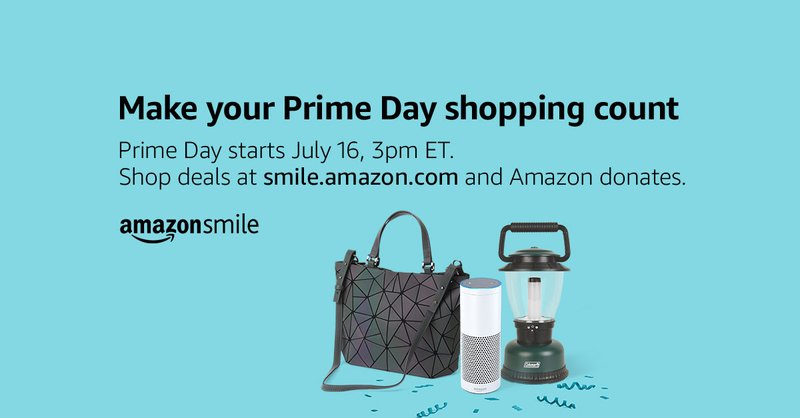 Make your Prime Day shopping count
Prime Day starts July 16, 3pm ET.
Shop deals at smile.amazon.com and Amazon donates.
amazonsmile
Coleman